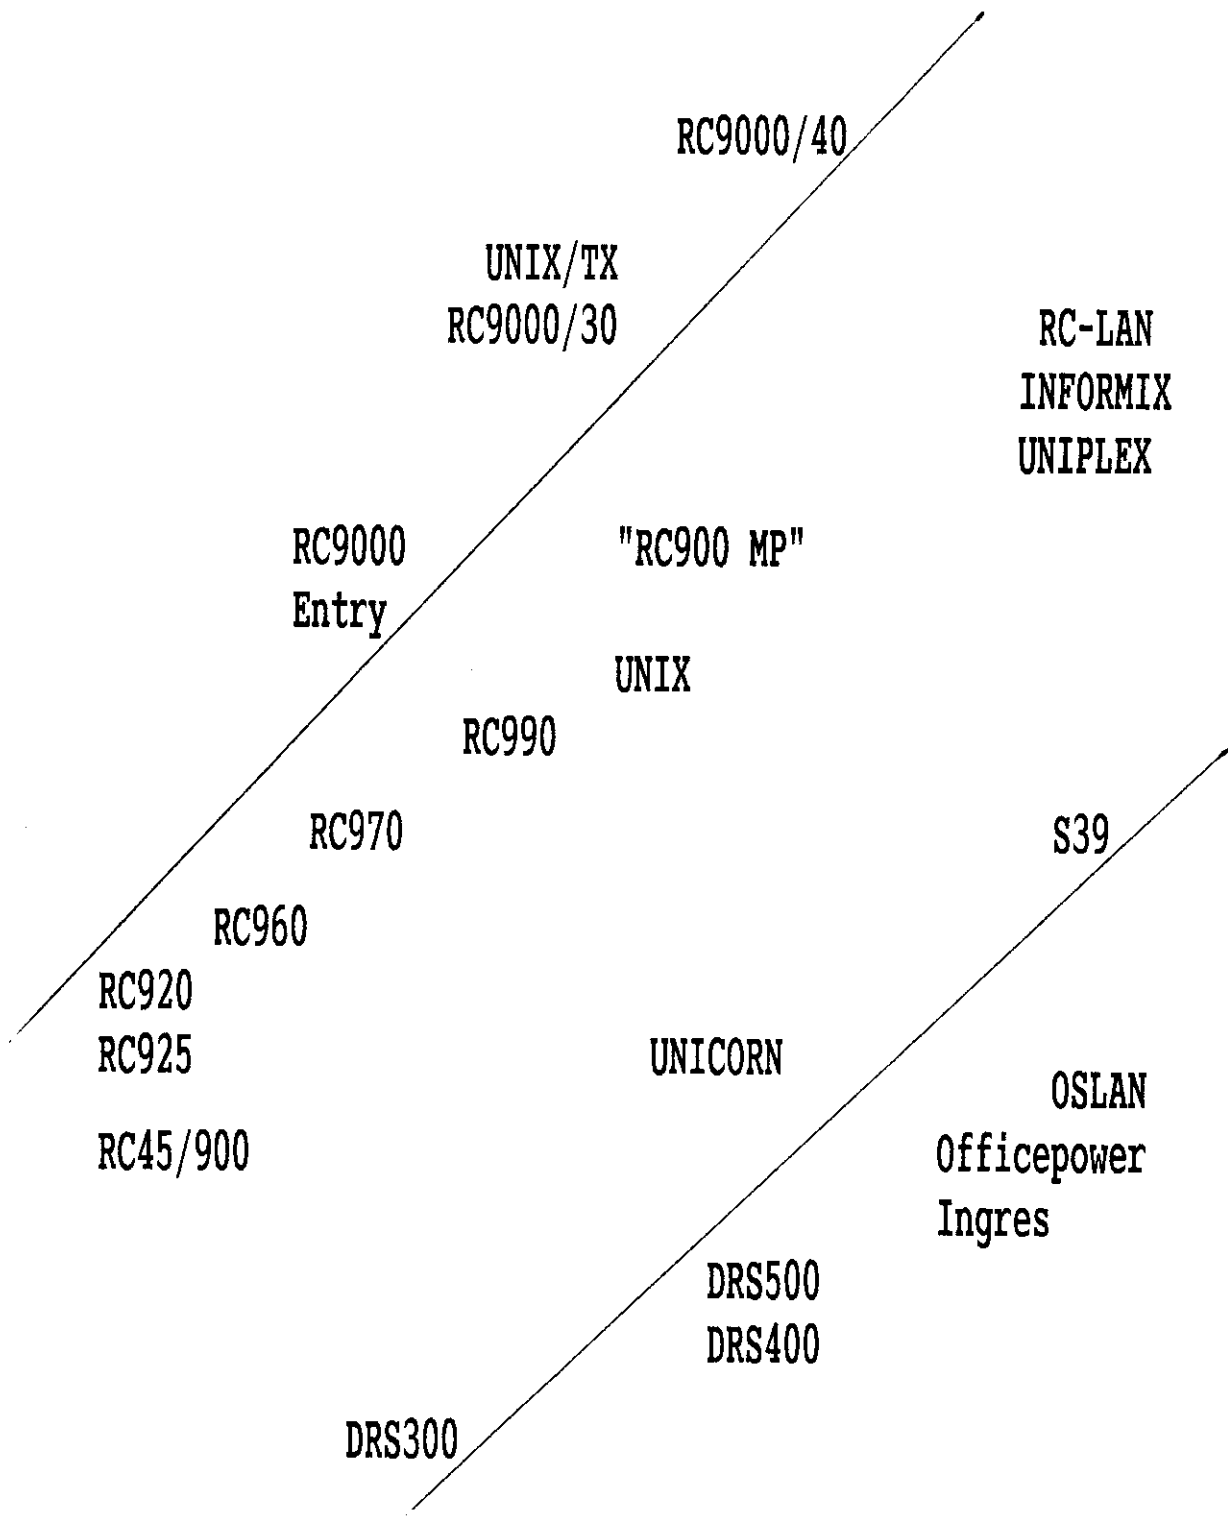 RC9000/40
UNIX/TX
RC9000/30
RC-LAN
INFORMIX
UNIPLEX
RC9000
Entry
"RC900 MP"
UNIX
RC990
RC970
S39
RC960
RC920
RC925
UNICORN
OSLAN
RC45/900
Officepower
Ingres
DRS500
DRS400
DRS300